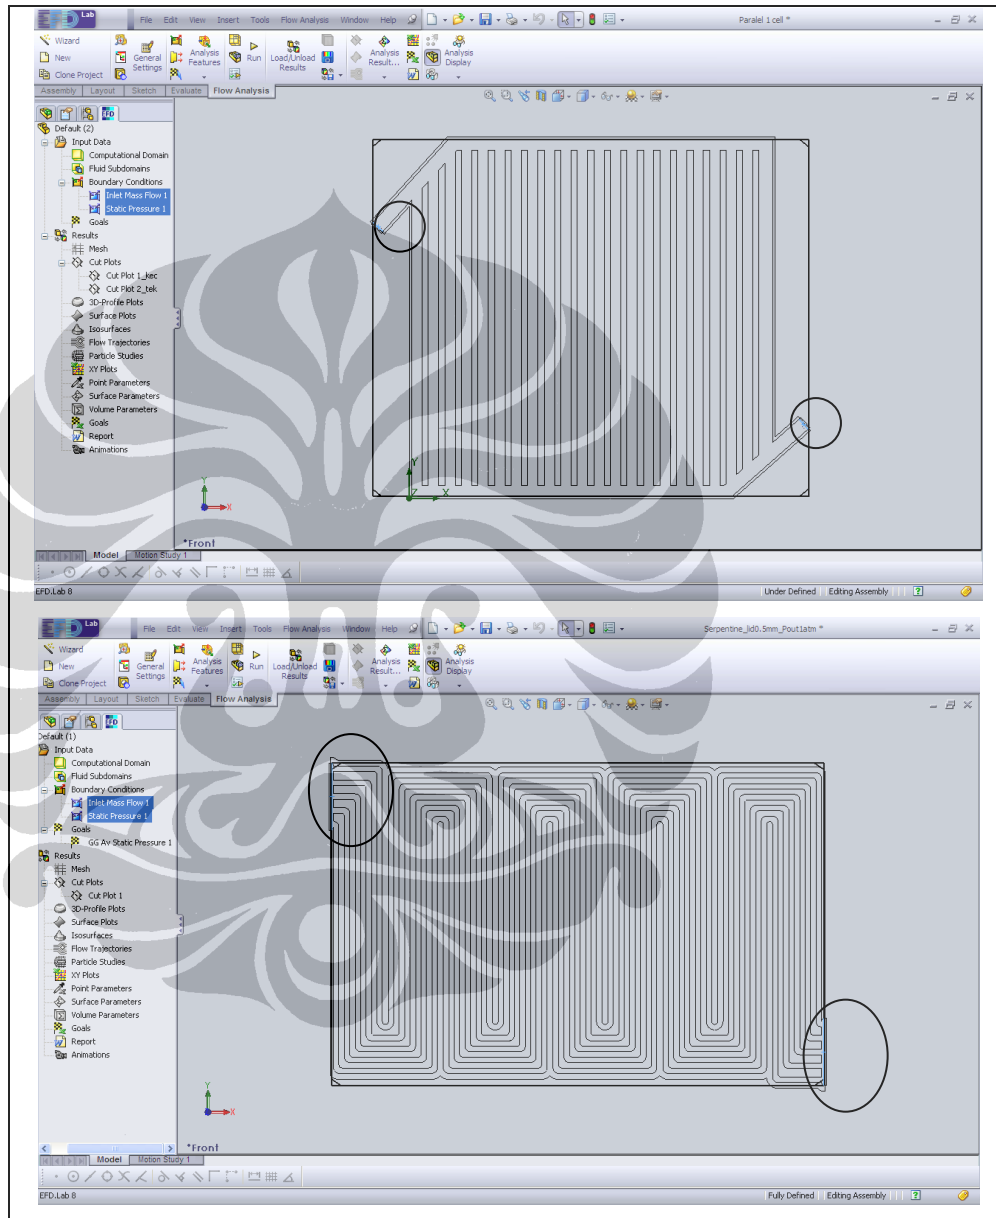 EFD Lab File Edit View Insert Tools Flow Analysis Window Help Paralel 1 cell *
Wizard
New
Clone Project
General Settings
Analysis Features
Run
Load/Unload Results
Analysis Result...
Analysis Display
Assembly Layout Sketch Evaluate Flow Analysis
Default (2)
Input Data
Computational Domain
Fluid Subdomains
Boundary Conditions
Inlet Mass Flow 1
Static Pressure 1
Goals
Results
Mesh
Cut Plots
Cut Plot 1_kec
Cut Plot 2_tek
3D-Profile Plots
Surface Plots
Isosurfaces
Flow Trajectories
Particle Studies
XY Plots
Point Parameters
Surface Parameters
Volume Parameters
Goals
Report
Animations
Y
X
Y
Z
X
*Front
Model Motion Study 1
EFD.Lab 8 Under Defined Editing Assembly
Lab File Edit View Insert Tools Flow Analysis Window Help Serpentine_lid0.5mm_Pout1atm *
Wizard
New
Clone Project
General Settings
Analysis Features
Run
Load/Unload Results
Analysis Result...
Analysis Display
Assembly Layout Sketch Evaluate Flow Analysis
Default (1)
Input Data
Computational Domain
Fluid Subdomains
Boundary Conditions
Inlet Mass Flow 1
Static Pressure 1
Goals
GG Av Static Pressure 1
Results
Mesh
Cut Plots
Cut Plot 1
3D-Profile Plots
Surface Plots
Isosurfaces
Flow Trajectories
Particle Studies
XY Plots
Point Parameters
Surface Parameters
Volume Parameters
Goals
Report
Animations
Y
X
*Front
Model Motion Study 1
EFD.Lab 8 Fully Defined Editing Assembly